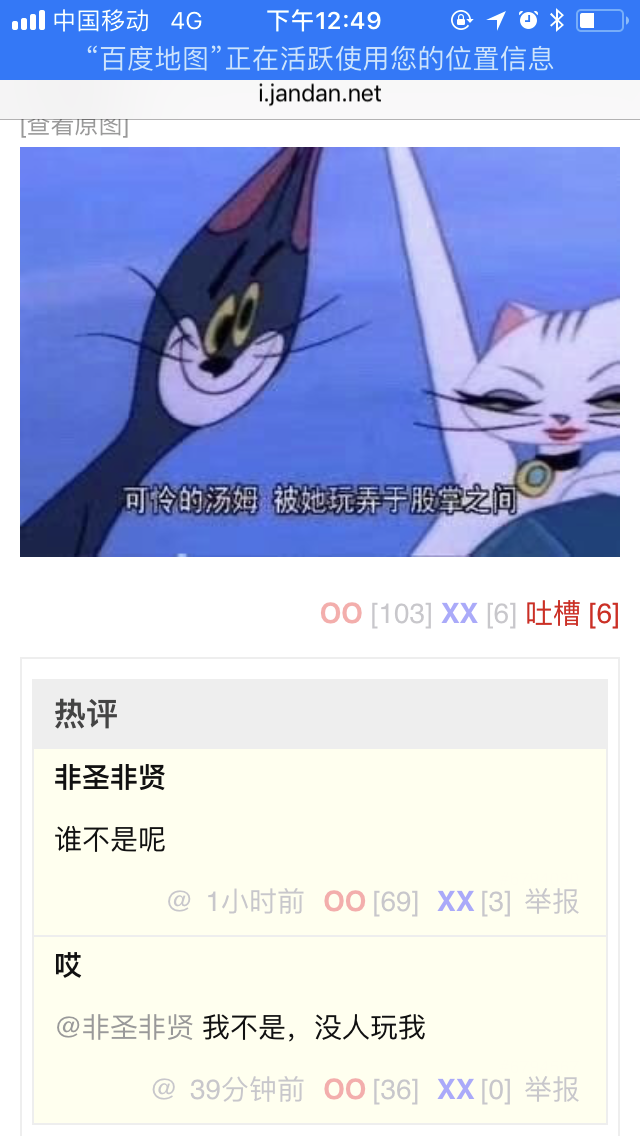 中国移动 4G 下午12:49
“百度地图”正在活跃使用您的位置信息
i.jandan.net
[查看原图]
可怜的汤姆 被她玩弄于股掌之间
OO [103] XX [6] 吐槽 [6]
热评
非圣非贤
谁不是呢
@ 1小时前 OO [69] XX [3] 举报
哎
@非圣非贤 我不是，没人玩我
@ 39分钟前 OO [36] XX [0] 举报